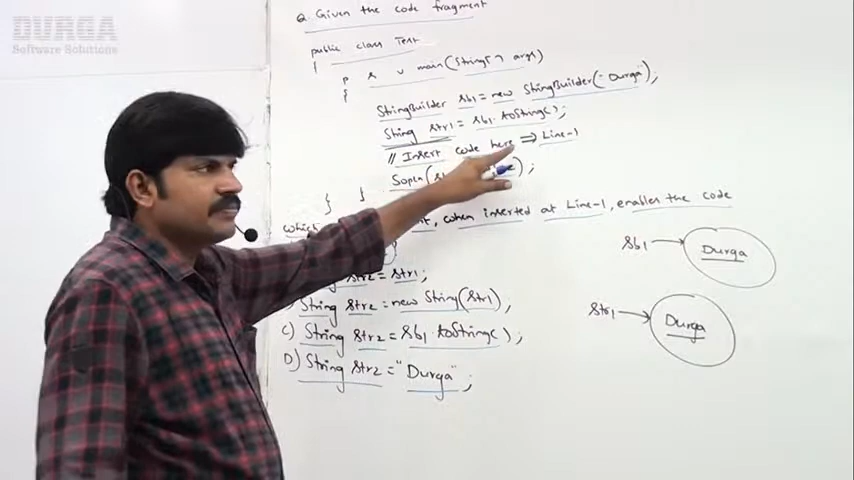 DURGA
Software Solutions
Q. Given the code fragment
public class Test
{
p s v main(String[] args)
{
StringBuilder sb1 = new StringBuilder("Durga");
String str1 = sb1.toString();
// Insert code here => Line-1
Sopln(
} }
which
, when inserted at Line-1, enables the code
str2 = str1;
String str2 = new String(str1);
C) String str2 = sb1.toString();
D) String str2 = "Durga";
sb1 → Durga
str1 → Durga